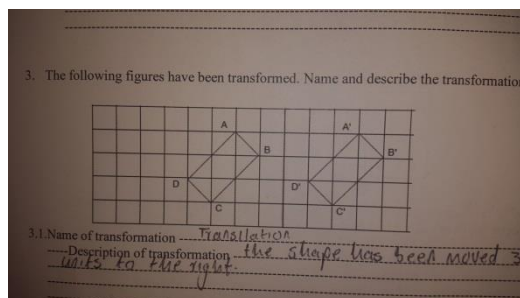 3. The following figures have been transformed. Name and describe the transformation
A
A'
B
B'
D
D'
C
C'
3.1.Name of transformation Translation
Description of transformation the shape has been moved 3
units to the right.